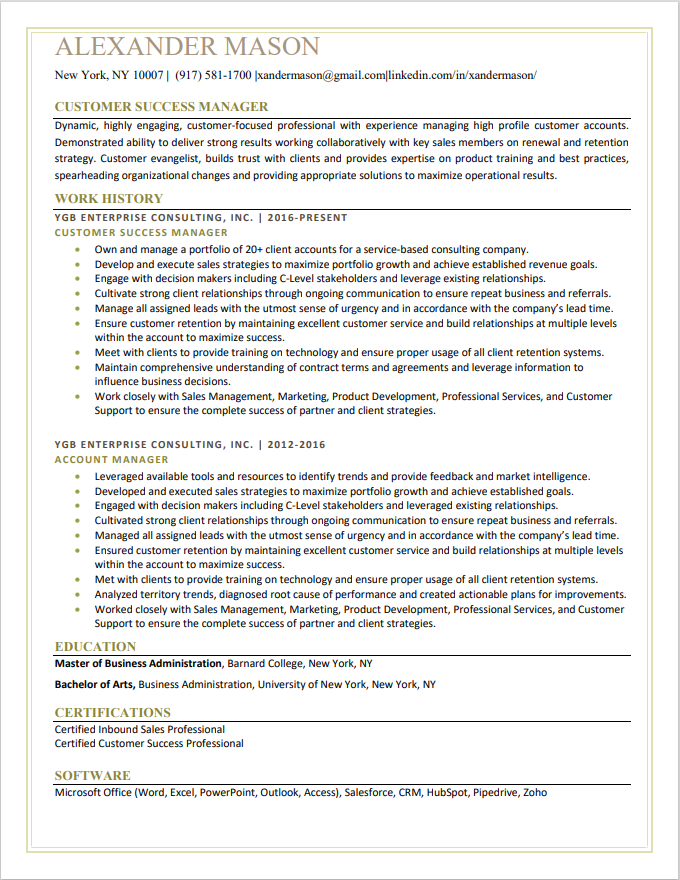 ALEXANDER MASON
New York, NY 10007 | (917) 581-1700 |xandermason@gmail.com|linkedin.com/in/xandermason/
CUSTOMER SUCCESS MANAGER
Dynamic, highly engaging, customer-focused professional with experience managing high profile customer accounts.
Demonstrated ability to deliver strong results working collaboratively with key sales members on renewal and retention
strategy. Customer evangelist, builds trust with clients and provides expertise on product training and best practices,
spearheading organizational changes and providing appropriate solutions to maximize operational results.
WORK HISTORY
YGB ENTERPRISE CONSULTING, INC. | 2016-PRESENT
CUSTOMER SUCCESS MANAGER
• Own and manage a portfolio of 20+ client accounts for a service-based consulting company.
• Develop and execute sales strategies to maximize portfolio growth and achieve established revenue goals.
• Engage with decision makers including C-Level stakeholders and leverage existing relationships.
• Cultivate strong client relationships through ongoing communication to ensure repeat business and referrals.
• Manage all assigned leads with the utmost sense of urgency and in accordance with the company’s lead time.
• Ensure customer retention by maintaining excellent customer service and build relationships at multiple levels
within the account to maximize success.
• Meet with clients to provide training on technology and ensure proper usage of all client retention systems.
• Maintain comprehensive understanding of contract terms and agreements and leverage information to
influence business decisions.
• Work closely with Sales Management, Marketing, Product Development, Professional Services, and Customer
Support to ensure the complete success of partner and client strategies.
YGB ENTERPRISE CONSULTING, INC. | 2012-2016
ACCOUNT MANAGER
• Leveraged available tools and resources to identify trends and provide feedback and market intelligence.
• Developed and executed sales strategies to maximize portfolio growth and achieve established goals.
• Engaged with decision makers including C-Level stakeholders and leveraged existing relationships.
• Cultivated strong client relationships through ongoing communication to ensure repeat business and referrals.
• Managed all assigned leads with the utmost sense of urgency and in accordance with the company’s lead time.
• Ensured customer retention by maintaining excellent customer service and build relationships at multiple levels
within the account to maximize success.
• Met with clients to provide training on technology and ensure proper usage of all client retention systems.
• Analyzed territory trends, diagnosed root cause of performance and created actionable plans for improvements.
• Worked closely with Sales Management, Marketing, Product Development, Professional Services, and Customer
Support to ensure the complete success of partner and client strategies.
EDUCATION
Master of Business Administration, Barnard College, New York, NY
Bachelor of Arts, Business Administration, University of New York, New York, NY
CERTIFICATIONS
Certified Inbound Sales Professional
Certified Customer Success Professional
SOFTWARE
Microsoft Office (Word, Excel, PowerPoint, Outlook, Access), Salesforce, CRM, HubSpot, Pipedrive, Zoho